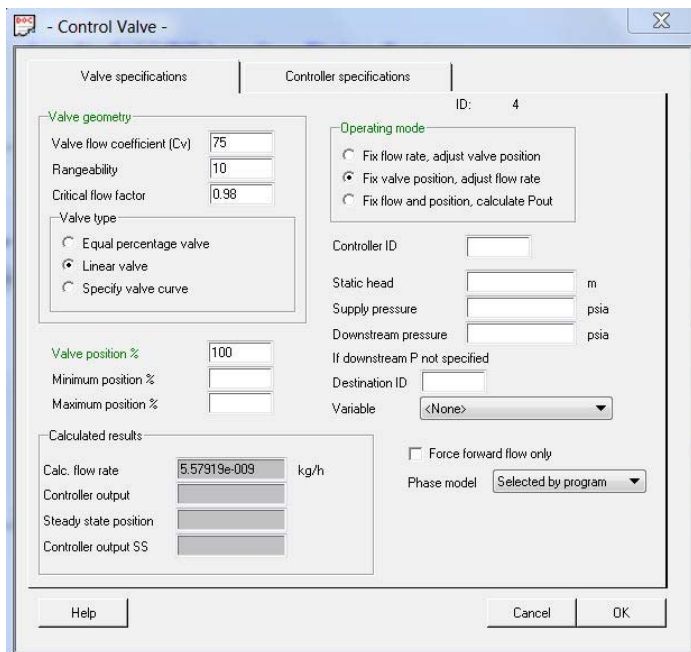 - Control Valve -
Valve specifications
Controller specifications
ID: 4
Valve geometry
Valve flow coefficient (Cv) 75
Rangeability 10
Critical flow factor 0.98
Valve type
Equal percentage valve
Linear valve
Specify valve curve
Valve position % 100
Minimum position %
Maximum position %
Operating mode
Fix flow rate, adjust valve position
Fix valve position, adjust flow rate
Fix flow and position, calculate Pout
Controller ID
Static head m
Supply pressure psia
Downstream pressure psia
If downstream P not specified
Destination ID
Variable <None>
Calculated results
Calc. flow rate 5.57919e-009 kg/h
Controller output
Steady state position
Controller output SS
Force forward flow only
Phase model Selected by program
Help
Cancel
OK